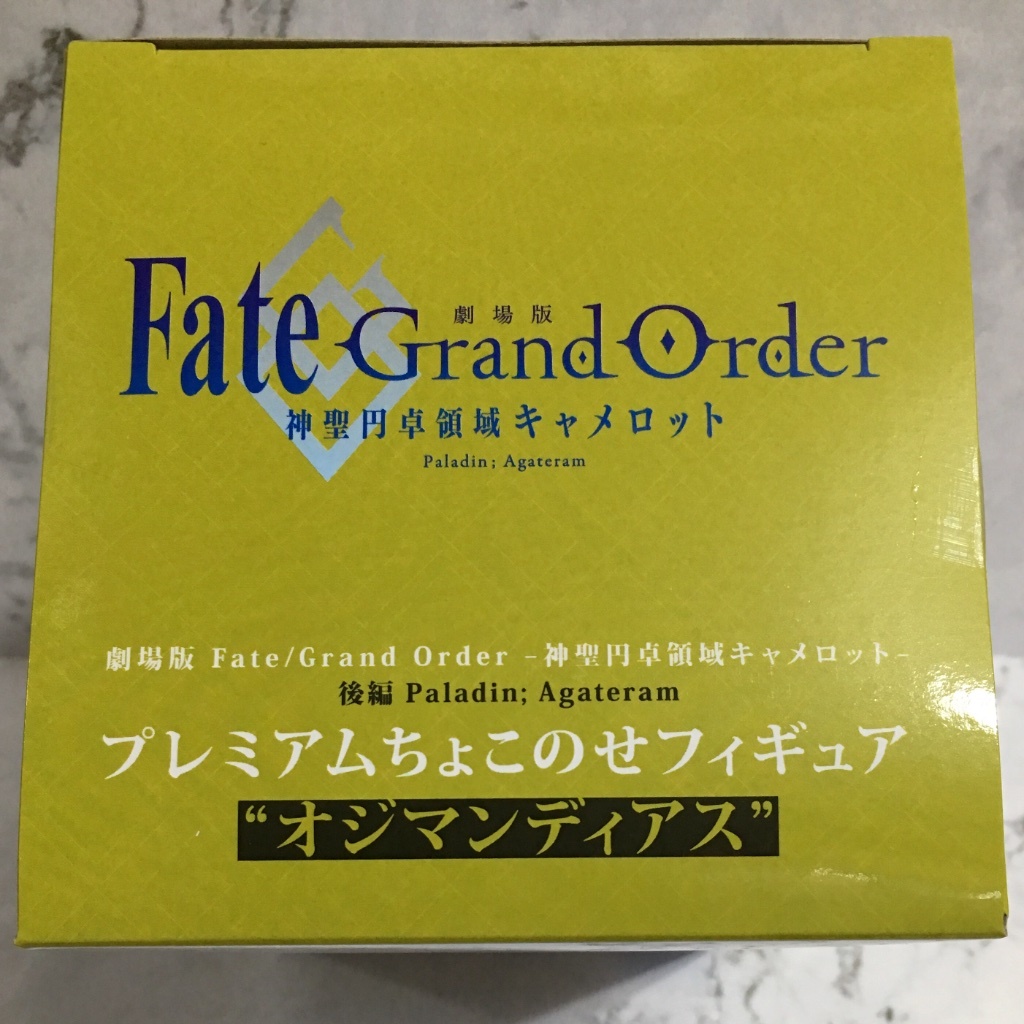 劇場版
Fate Grand Order
神聖円卓領域キャメロット
Paladin; Agateram
劇場版 Fate/Grand Order -神聖円卓領域キャメロット-
後編 Paladin; Agateram
プレミアムちょこのせフィギュア
“オジマンディアス”